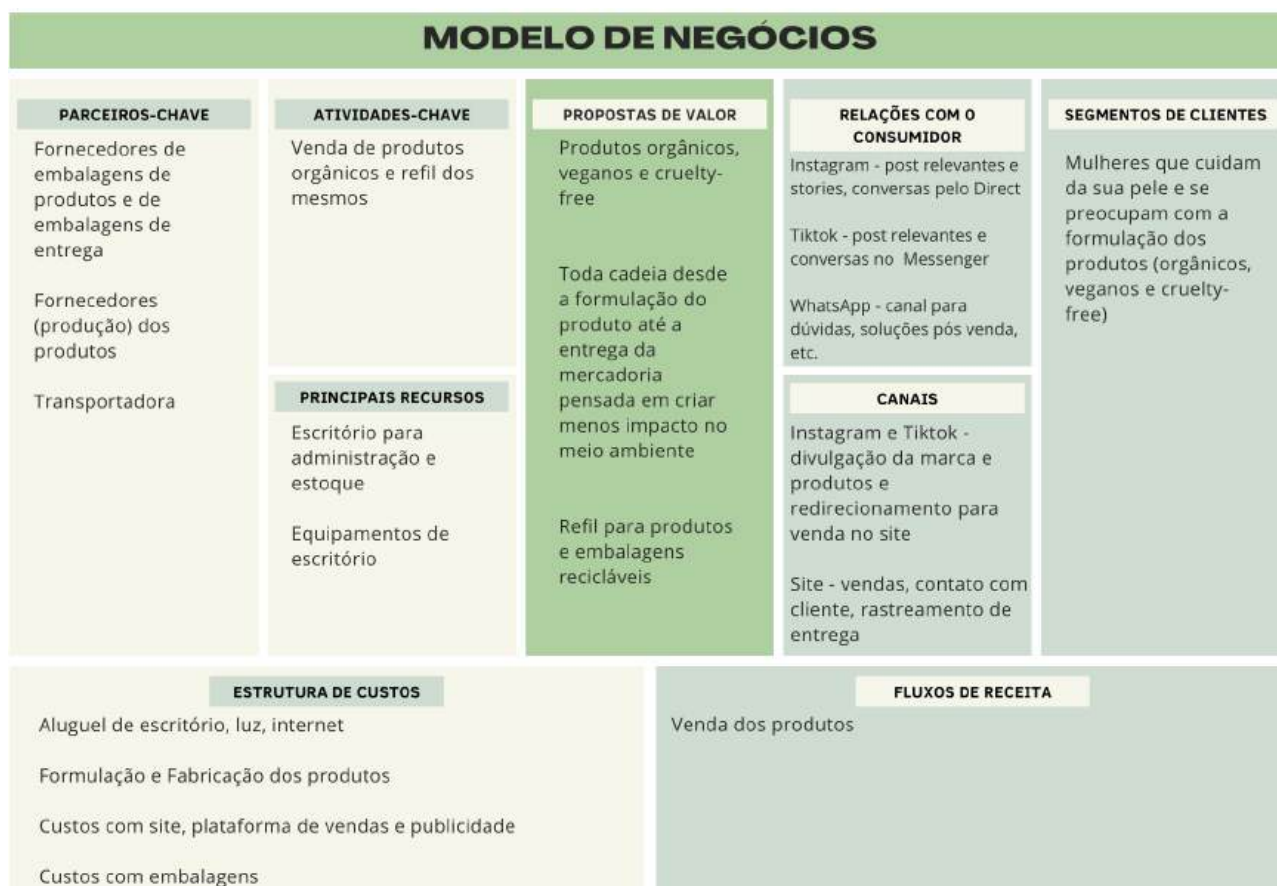 MODELO DE NEGÓCIOS
PARCEIROS-CHAVE
Fornecedores de
embalagens de
produtos e de
embalagens de
entrega
Fornecedores
(produção) dos
produtos
Transportadora
ATIVIDADES-CHAVE
Venda de produtos
orgânicos e refil dos
mesmos
PRINCIPAIS RECURSOS
Escritório para
administração e
estoque
Equipamentos de
escritório
PROPOSTAS DE VALOR
Produtos orgânicos,
veganos e cruelty-
free
Toda cadeia desde
a formulação do
produto até a
entrega da
mercadoria
pensada em criar
menos impacto no
meio ambiente
Refil para produtos
e embalagens
recicláveis
RELAÇÕES COM O
CONSUMIDOR
Instagram - post relevantes e
stories, conversas pelo Direct
Tiktok - post relevantes e
conversas no Messenger
WhatsApp - canal para
dúvidas, soluções pós venda,
etc.
CANAIS
Instagram e Tiktok -
divulgação da marca e
produtos e
redirecionamento para
venda no site
Site - vendas, contato com
cliente, rastreamento de
entrega
SEGMENTOS DE CLIENTES
Mulheres que cuidam
da sua pele e se
preocupam com a
formulação dos
produtos (orgânicos,
veganos e cruelty-
free)
ESTRUTURA DE CUSTOS
Aluguel de escritório, luz, internet
Formulação e Fabricação dos produtos
Custos com site, plataforma de vendas e publicidade
Custos com embalagens
FLUXOS DE RECEITA
Venda dos produtos